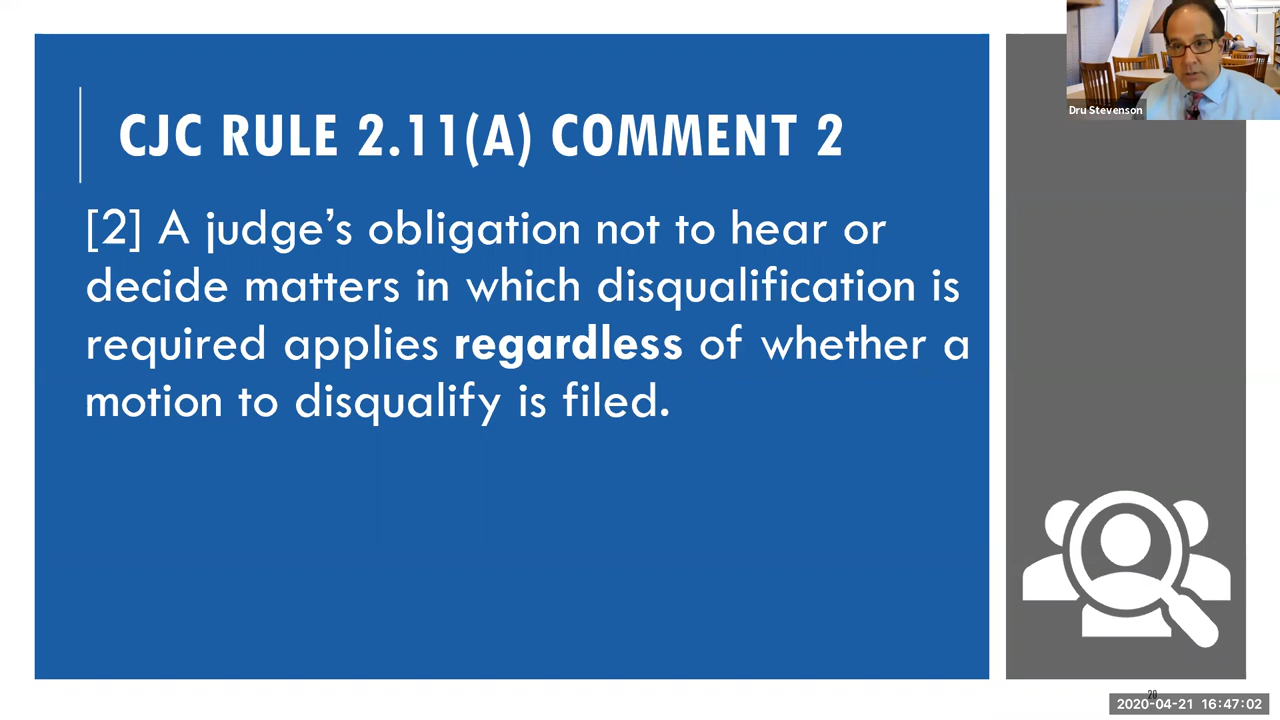 CJC RULE 2.11(A) COMMENT 2
[2] A judge’s obligation not to hear or
decide matters in which disqualification is
required applies regardless of whether a
motion to disqualify is filed.
Dru Stevenson
20
2020-04-21 16:47:02